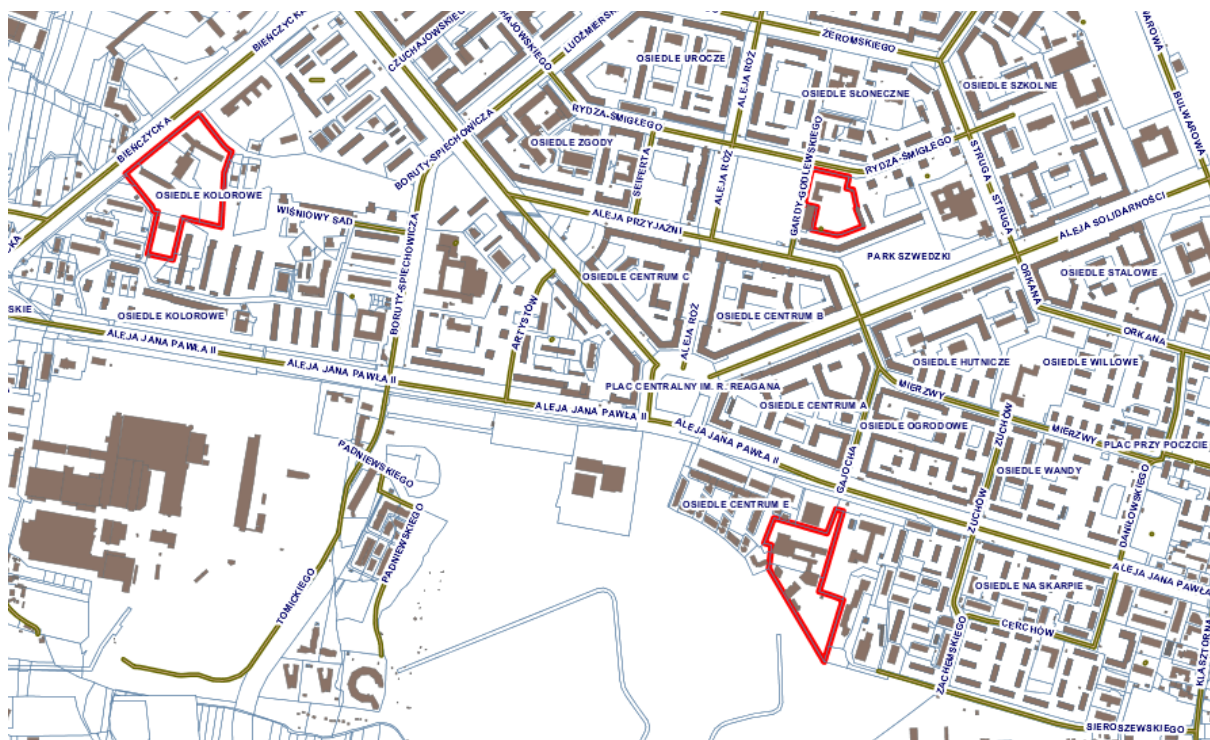 BIEŃCZYCKA
CZUCHAJOWSKIEGO
LUDŹMIERSKA
ŻEROMSKIEGO
OSIEDLE UROCZE
ALEJA RÓŻ
OSIEDLE SŁONECZNE
OSIEDLE SZKOLNE
BULWAROWA
RYDZA-ŚMIGŁEGO
BORUTY-SPIECHOWICZA
OSIEDLE ZGODY
BIEŃCZYCKA
SEIFERTA
ALEJA RÓŻ
GARDY-GODLEWSKIEGO
RYDZA-ŚMIGŁEGO
STRUGA
STRUGA
ALEJA SOLIDARNOŚCI
OSIEDLE KOLOROWE
WIŚNIOWY SAD
ALEJA PRZYJAŹNI
PARK SZWEDZKI
OSIEDLE CENTRUM C
ORKANA
OSIEDLE STALOWE
BORUTY-SPIECHOWICZA
ARTYSTÓW
ALEJA RÓŻ
OSIEDLE CENTRUM B
SKIE
OSIEDLE KOLOROWE
ALEJA JANA PAWŁA II
ALEJA JANA PAWŁA II
ORKANA
OSIEDLE HUTNICZE
OSIEDLE WILLOWE
PLAC CENTRALNY IM. R. REAGANA
MIERZWY
ALEJA JANA PAWŁA II
OSIEDLE CENTRUM A
OSIEDLE OGRODOWE
ALEJA JANA PAWŁA II
ŻUCHÓW
MIERZWY
PLAC PRZY POCZCIE
PADNIEWSKIEGO
GAJOCHA
OSIEDLE WANDY
DANIŁOWSKIEGO
OSIEDLE CENTRUM E
ŻUCHÓW
PADNIEWSKIEGO
TOMICKIEGO
ALEJA JANA PAWŁA
OSIEDLE NA SKARPIE
CERCHÓW
ZACHEMSKIEGO
KLASZTORNA
SIEROSZEWSKIEGO